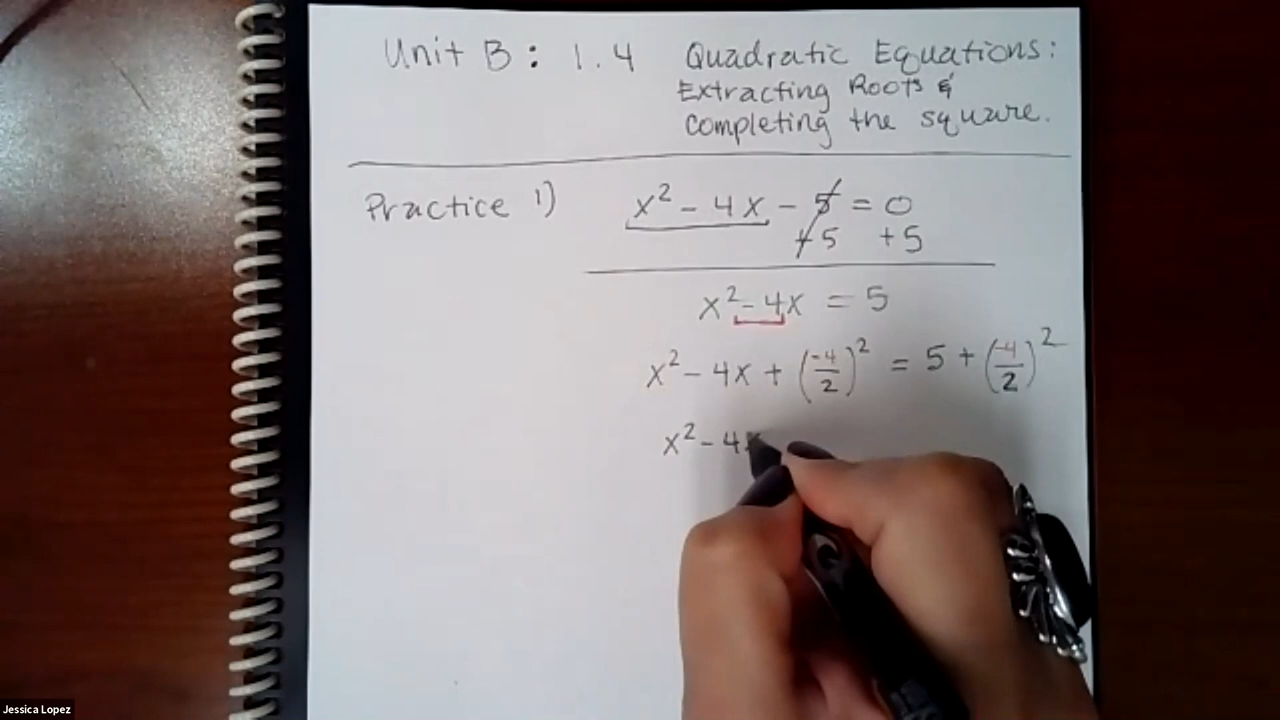 Unit B: 1.4 Quadratic Equations:
Extracting Roots &
Completing the square.
Practice 1) x² - 4x - 5 = 0
+5 +5
x² - 4x = 5
x² - 4x + (-4/2)² = 5 + (-4/2)²
x² - 4x
Jessica Lopez